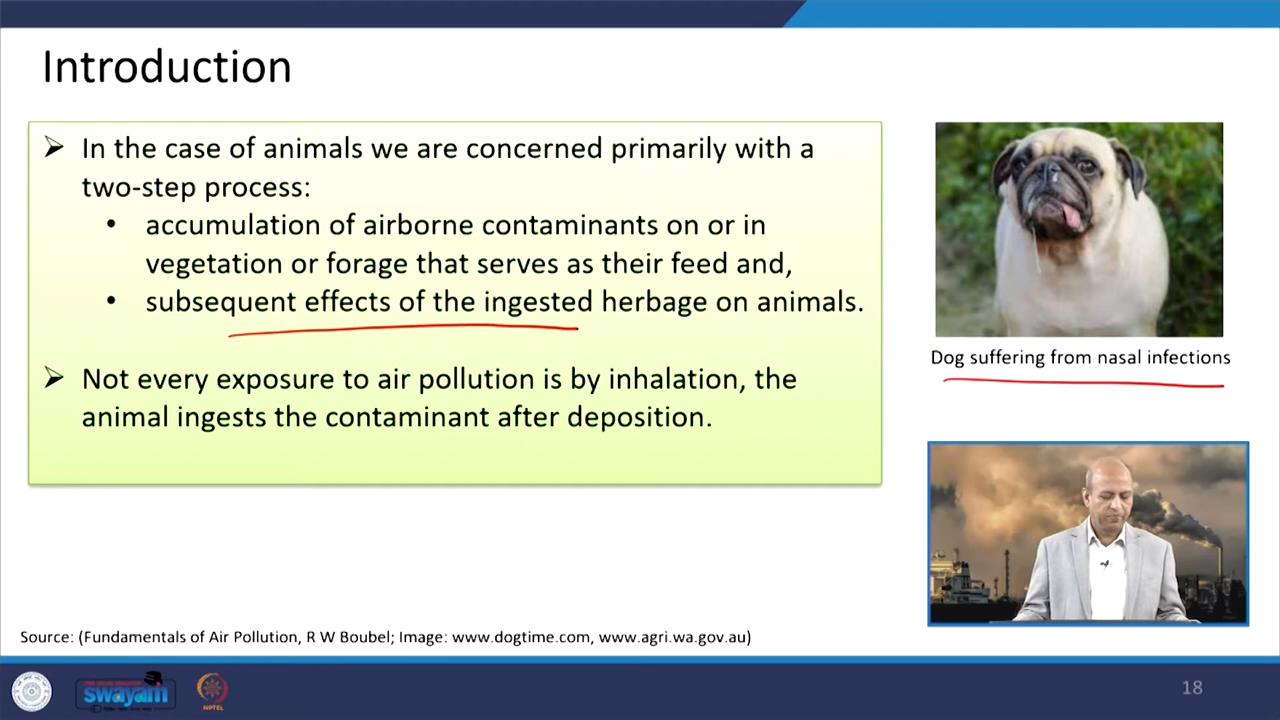 Introduction
➢ In the case of animals we are concerned primarily with a
two-step process:
• accumulation of airborne contaminants on or in
vegetation or forage that serves as their feed and,
• subsequent effects of the ingested herbage on animals.
➢ Not every exposure to air pollution is by inhalation, the
animal ingests the contaminant after deposition.
Dog suffering from nasal infections
Source: (Fundamentals of Air Pollution, R W Boubel; Image: www.dogtime.com, www.agri.wa.gov.au)
swayam
NPTEL
18